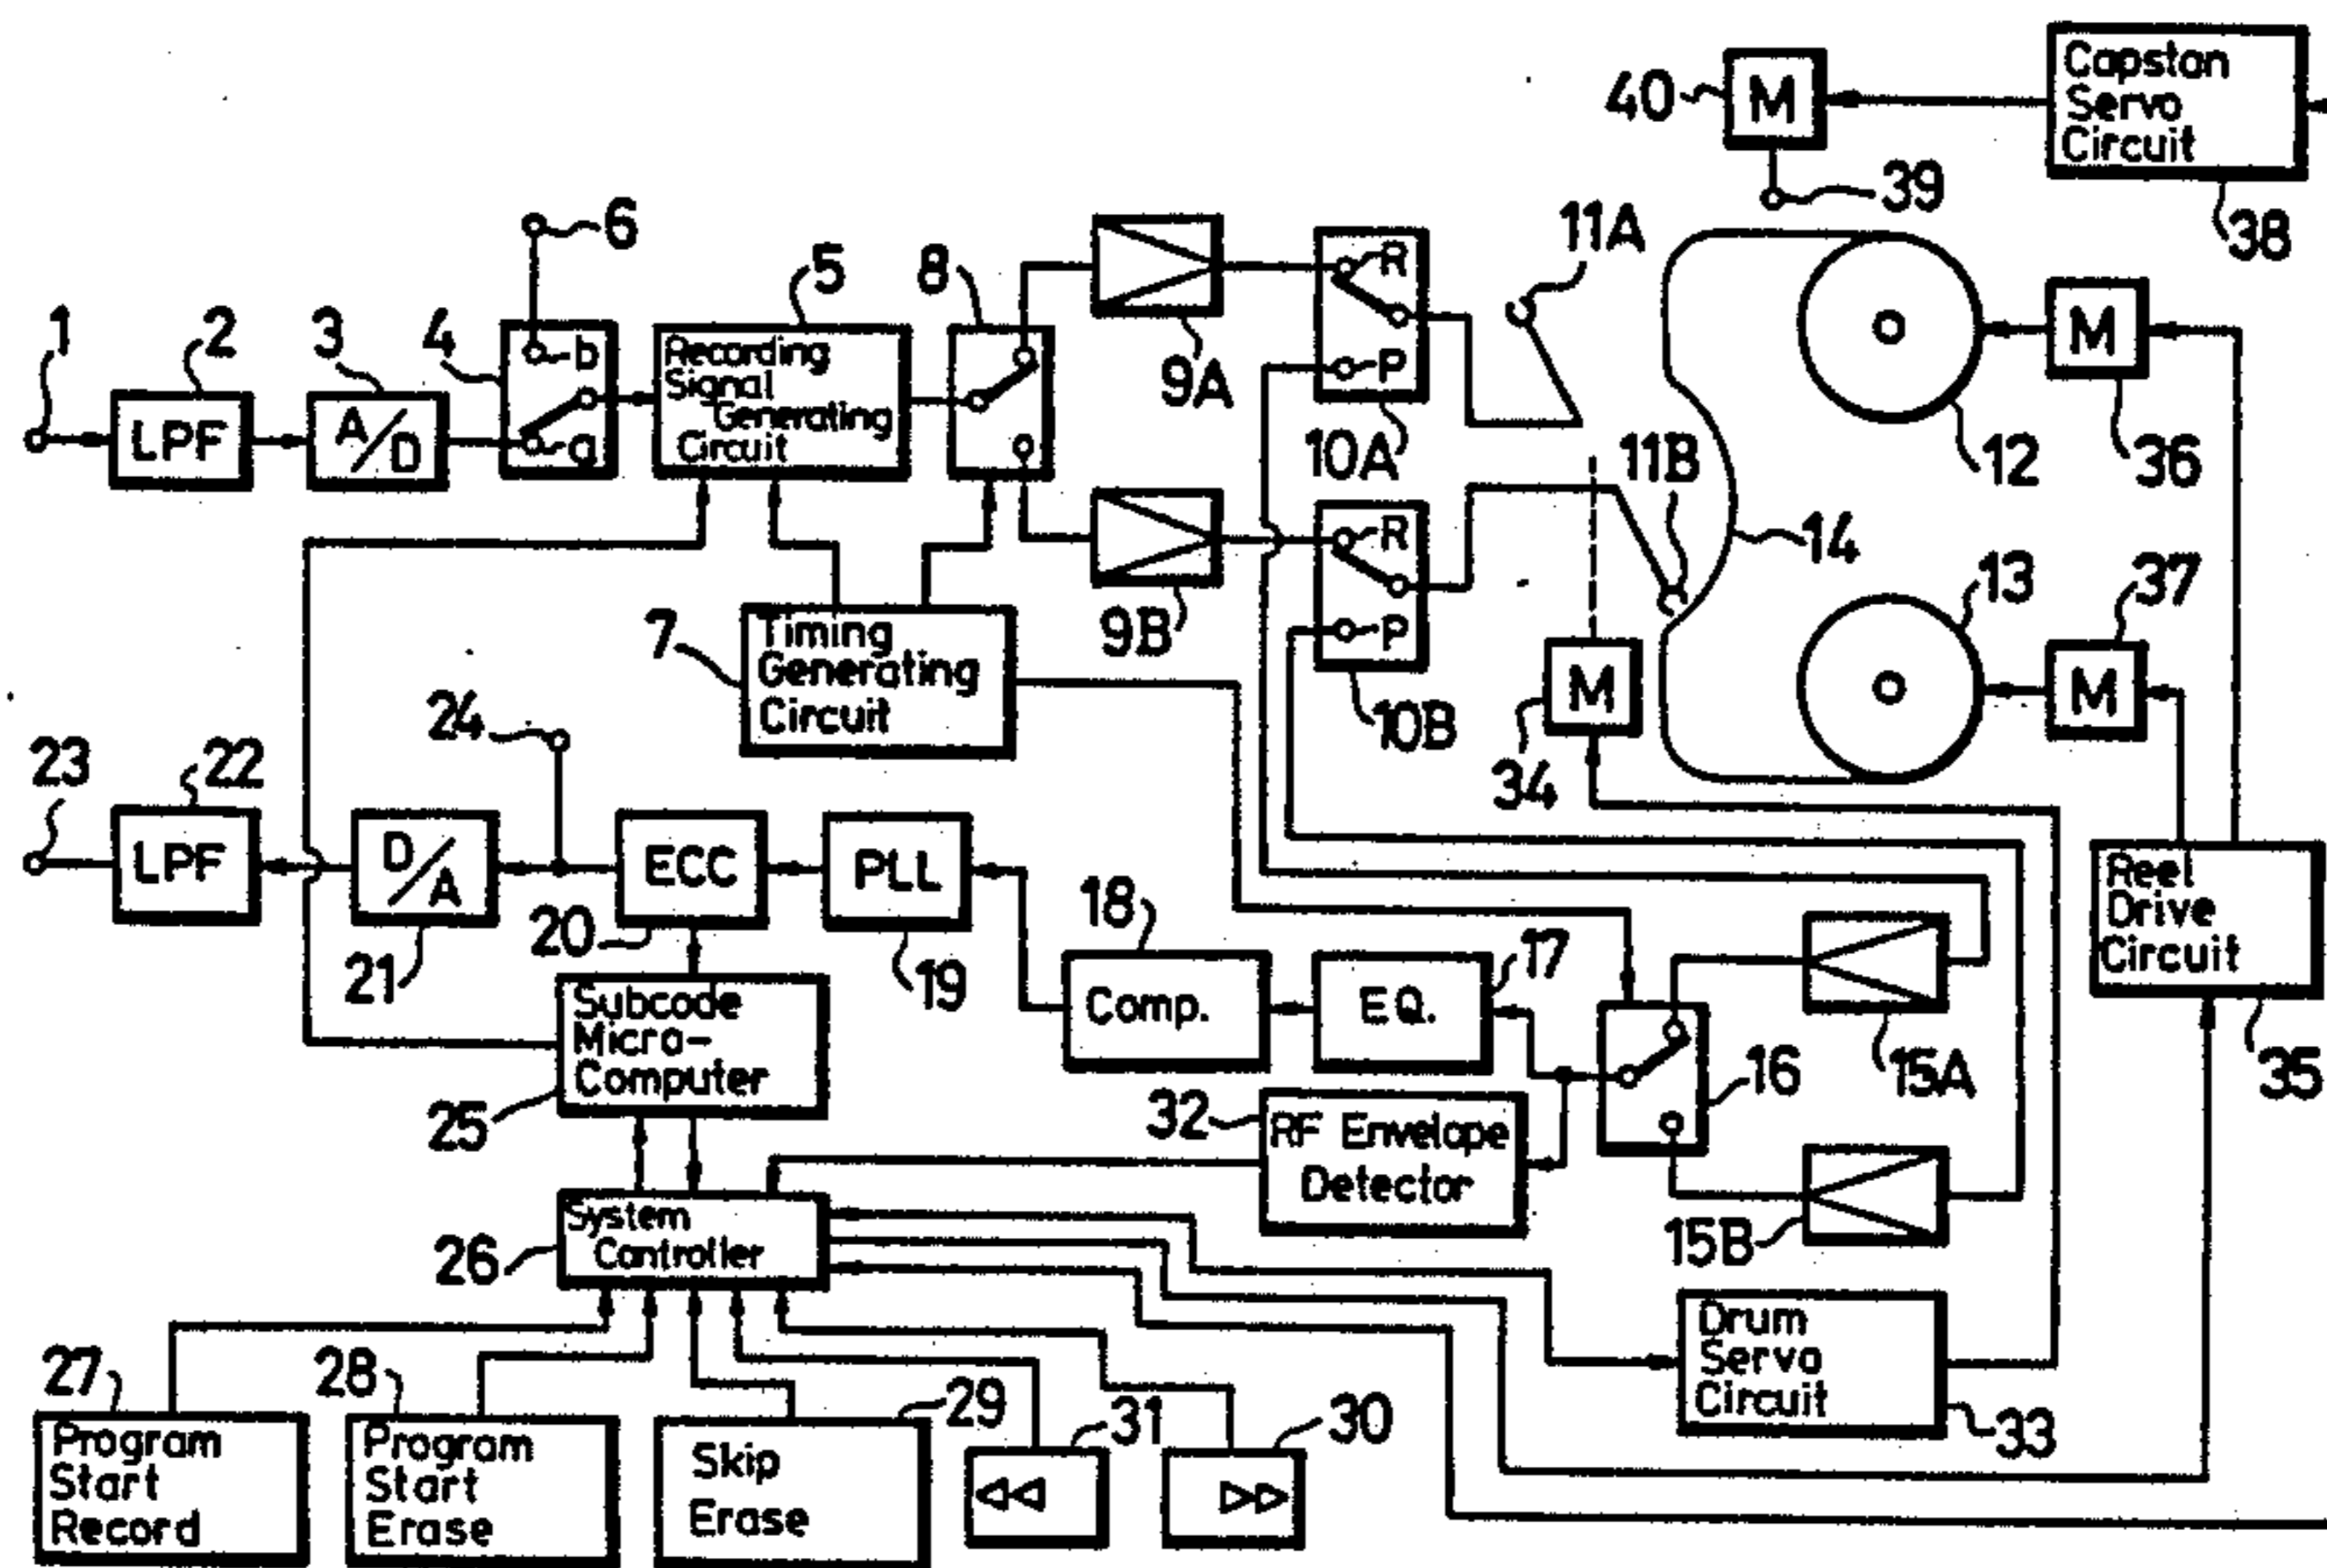 Capstan
Servo
Circuit
40
M
39
38
6
11A
5
8
R
1
2
3
4
b
Recording
Signal
Generating
Circuit
9A
P
M
LPF
A/D
a
10A
11B
12
36
R
14
7
Timing
Generating
Circuit
9B
P
13
37
M
M
24
10B
23
22
34
LPF
D/A
ECC
PLL
Reel
Drive
Circuit
18
20
17
21
19
Comp.
EQ.
Subcode
Micro-
Computer
16
15A
35
25
32
RF Envelope
Detector
System
Controller
26
15B
Drum
Servo
Circuit
27
28
29
31
30
33
Program
Start
Record
Program
Start
Erase
Skip
Erase